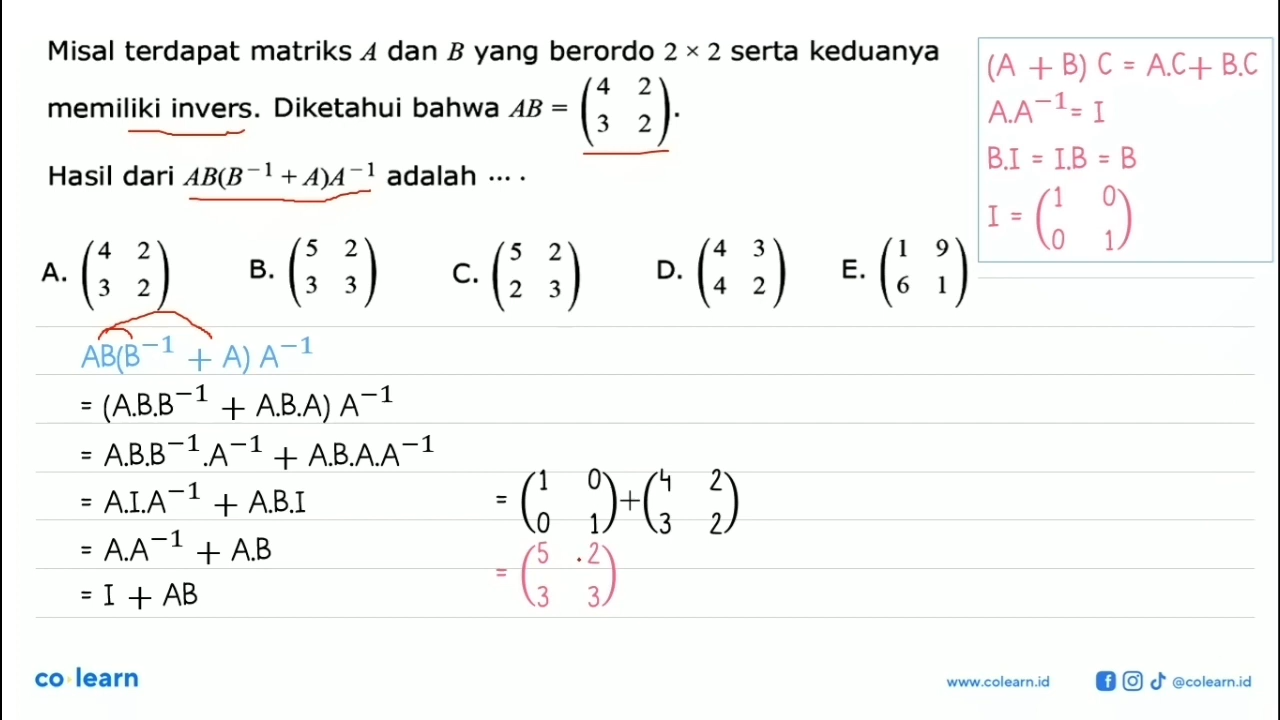 Misal terdapat matriks A dan B yang berordo 2 × 2 serta keduanya
memiliki invers. Diketahui bahwa AB = (4 2
3 2).
Hasil dari AB(B⁻¹ + A)A⁻¹ adalah ... .
A. (4 2
3 2) B. (5 2
3 3) C. (5 2
2 3) D. (4 3
4 2) E. (1 9
6 1)
(A + B) C = A.C + B.C
A.A⁻¹ = I
B.I = I.B = B
I = (1 0
0 1)
AB(B⁻¹ + A) A⁻¹
= (A.B.B⁻¹ + A.B.A) A⁻¹
= A.B.B⁻¹.A⁻¹ + A.B.A.A⁻¹
= A.I.A⁻¹ + A.B.I
= A.A⁻¹ + A.B
= I + AB
= (1 0
0 1) + (4 2
3 2)
= (5 . 2
3 3)
co learn
www.colearn.id
@colearn.id